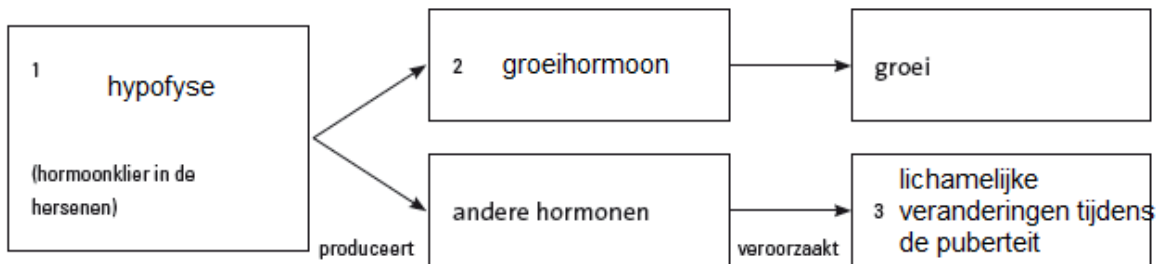 1
hypofyse
(hormoonklier in de
hersenen)
produceert
2 groeihormoon
andere hormonen
veroorzaakt
groei
lichamelijke
3 veranderingen tijdens
de puberteit